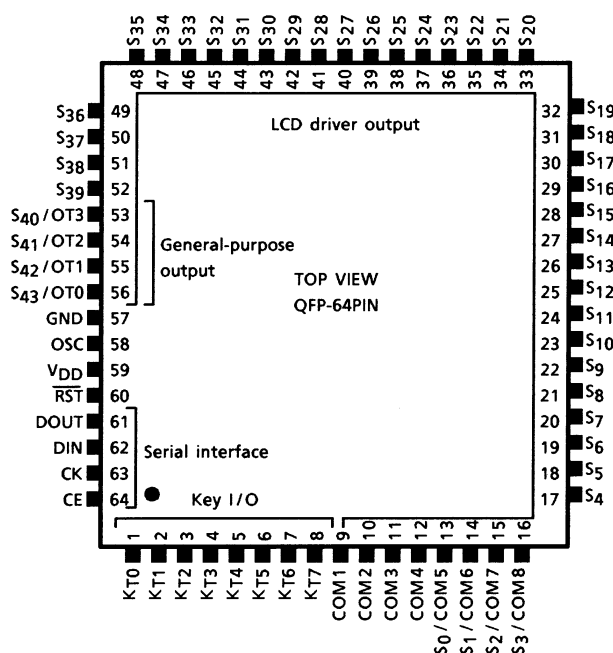 S35 S34 S33 S32 S31 S30 S29 S28 S27 S26 S25 S24 S23 S22 S21 S20
48 47 46 45 44 43 42 41 40 39 38 37 36 35 34 33
LCD driver output
S36 49
S37 50
S38 51
S39 52
S40/OT3 53
S41/OT2 54
S42/OT1 55
S43/OT0 56
GND 57
OSC 58
VDD 59
RST 60
DOUT 61
DIN 62
CK 63
CE 64
General-purpose
output
TOP VIEW
QFP-64PIN
Serial interface
Key I/O
32 S19
31 S18
30 S17
29 S16
28 S15
27 S14
26 S13
25 S12
24 S11
23 S10
22 S9
21 S8
20 S7
19 S6
18 S5
17 S4
1 2 3 4 5 6 7 8 9 10 11 12 13 14 15 16
KT0 KT1 KT2 KT3 KT4 KT5 KT6 KT7 COM1 COM2 COM3 COM4 S0/COM5 S1/COM6 S2/COM7 S3/COM8